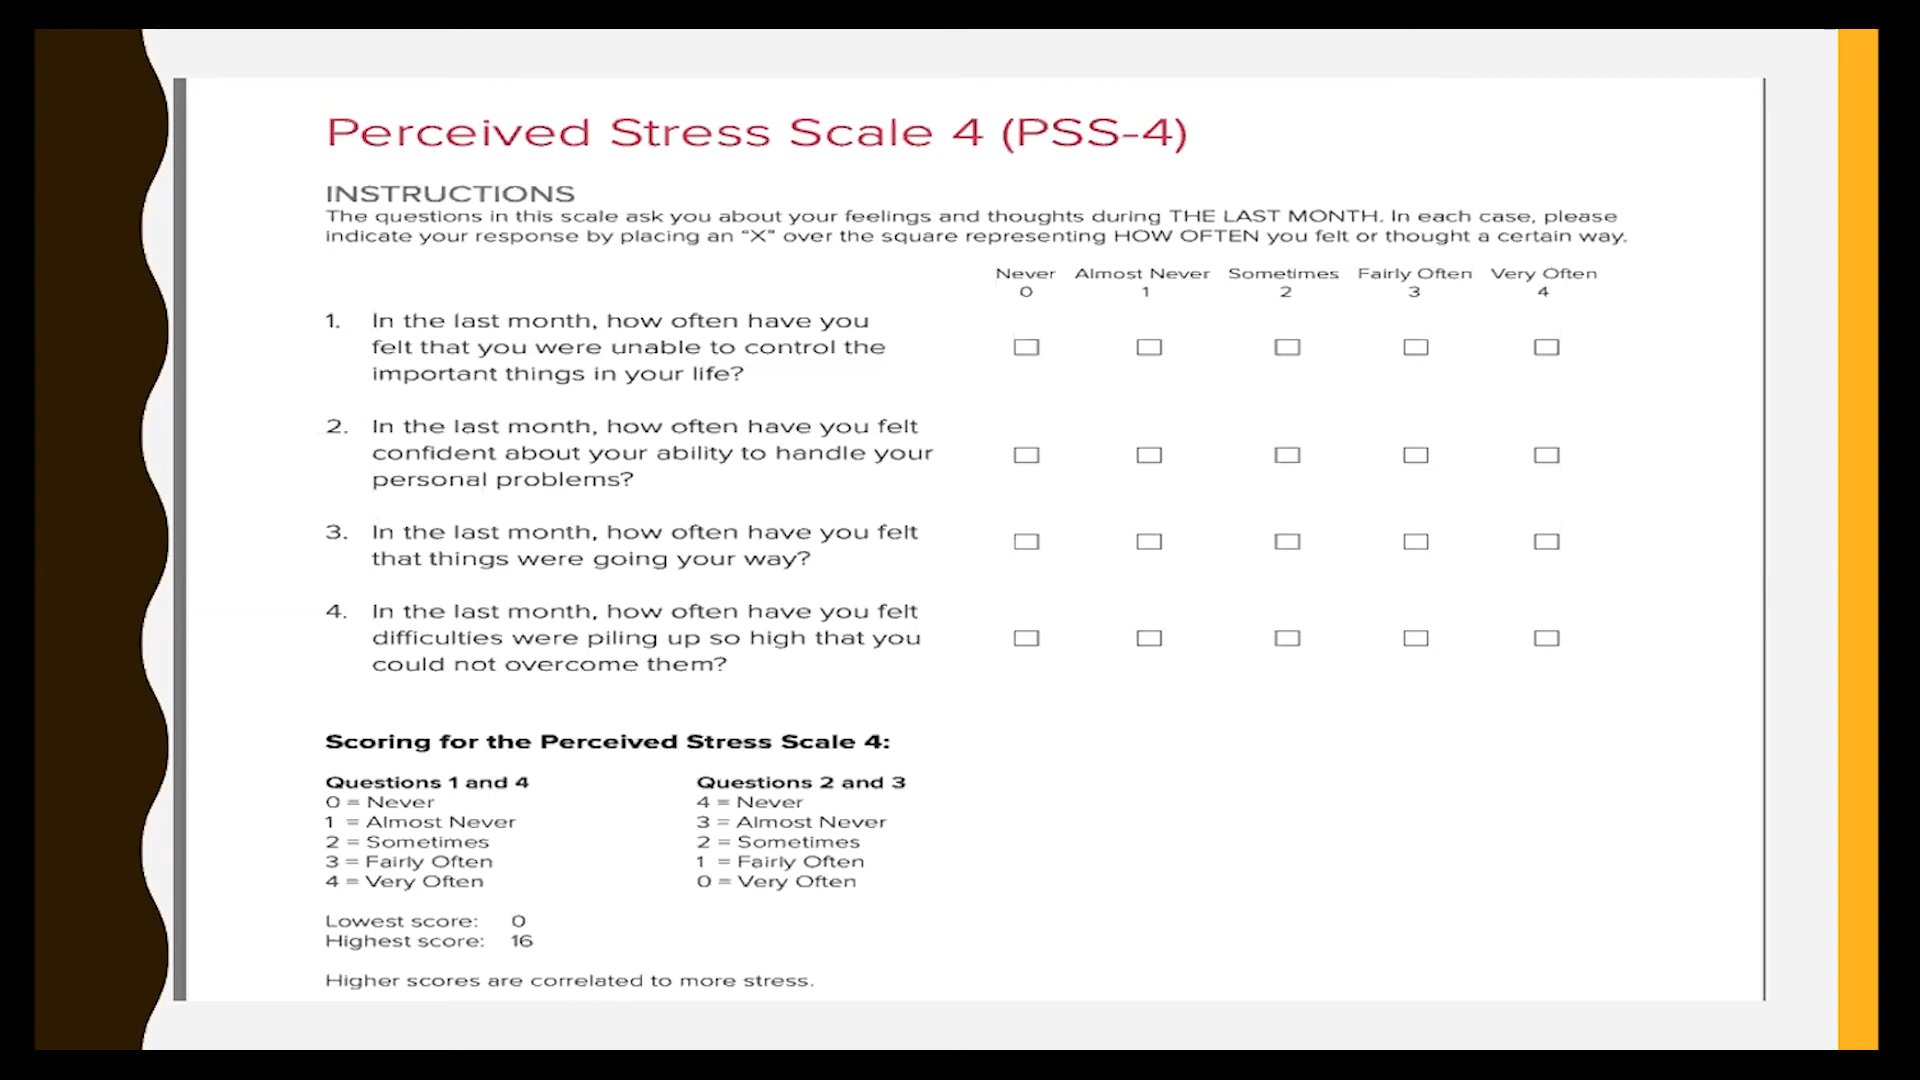 Perceived Stress Scale 4 (PSS-4)
INSTRUCTIONS
The questions in this scale ask you about your feelings and thoughts during THE LAST MONTH. In each case, please
indicate your response by placing an “X” over the square representing HOW OFTEN you felt or thought a certain way.
Never Almost Never Sometimes Fairly Often Very Often
0 1 2 3 4
1. In the last month, how often have you
felt that you were unable to control the
important things in your life?
2. In the last month, how often have you felt
confident about your ability to handle your
personal problems?
3. In the last month, how often have you felt
that things were going your way?
4. In the last month, how often have you felt
difficulties were piling up so high that you
could not overcome them?
Scoring for the Perceived Stress Scale 4:
Questions 1 and 4 Questions 2 and 3
0 = Never 4 = Never
1 = Almost Never 3 = Almost Never
2 = Sometimes 2 = Sometimes
3 = Fairly Often 1 = Fairly Often
4 = Very Often 0 = Very Often
Lowest score: 0
Highest score: 16
Higher scores are correlated to more stress.